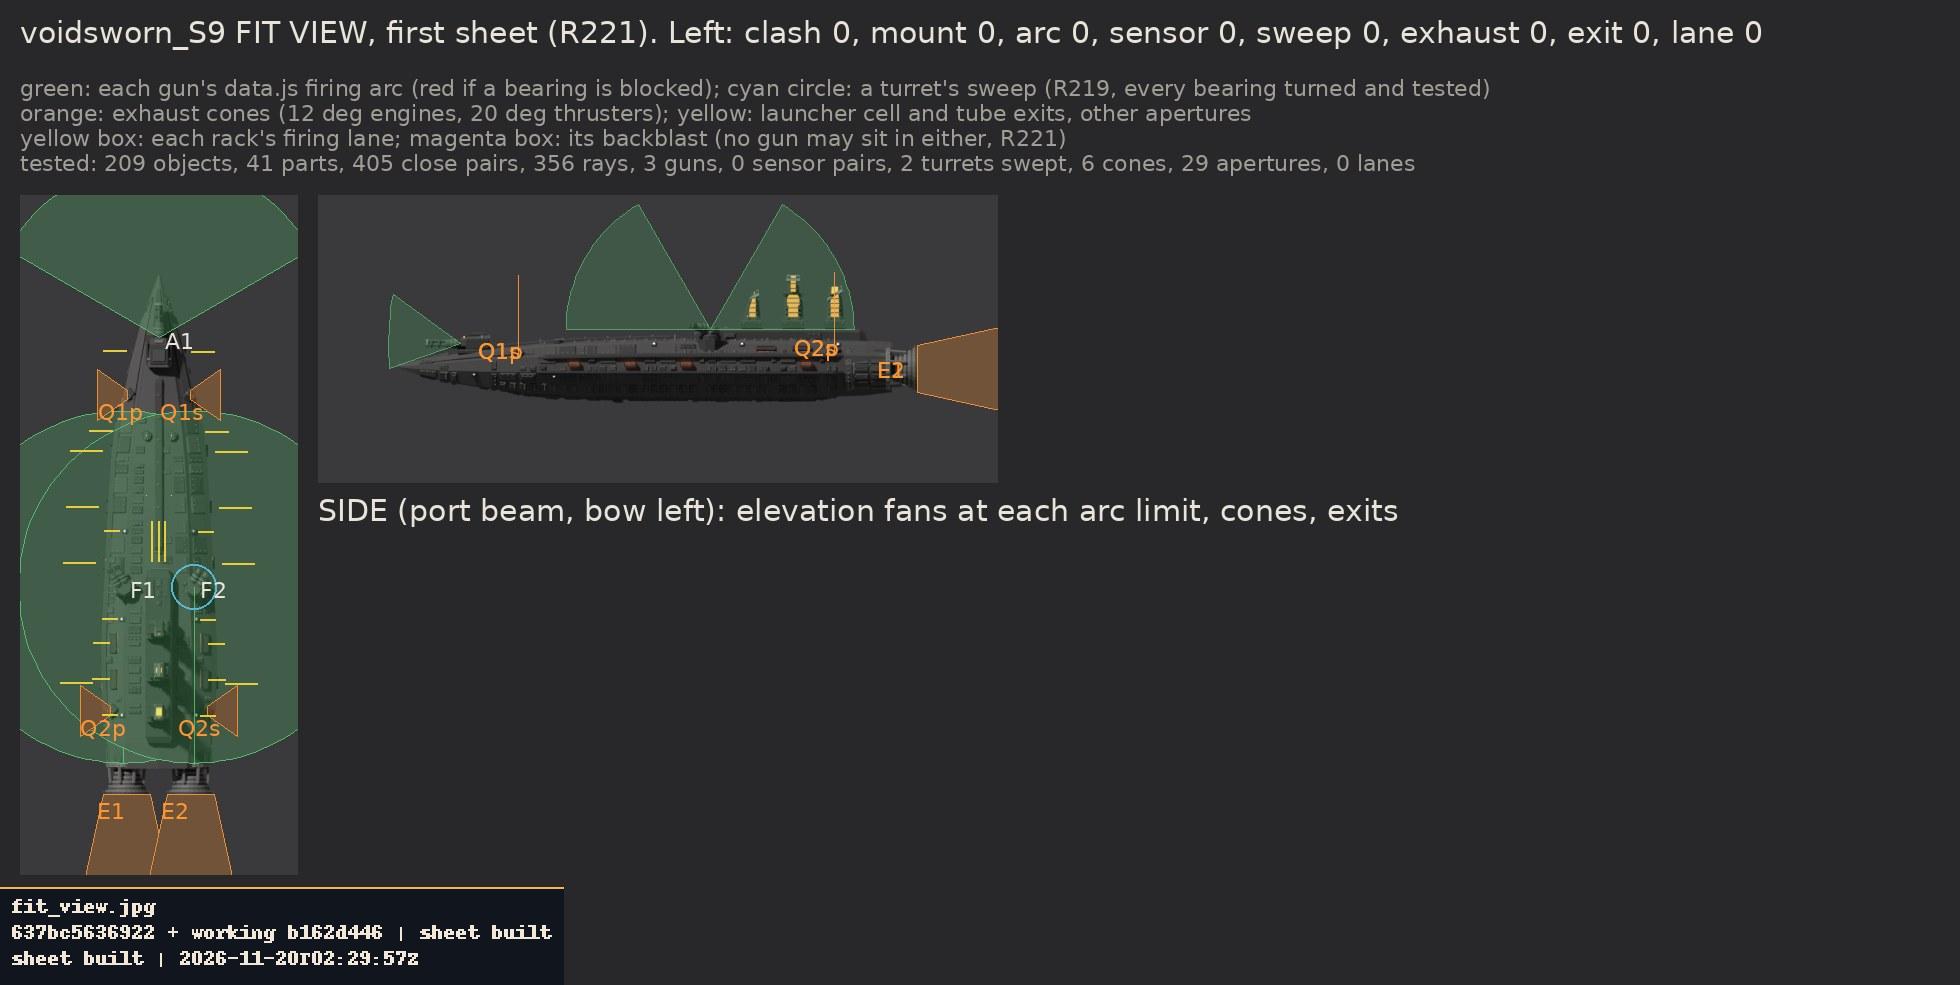 voidsworn_S9 FIT VIEW, first sheet (R221). Left: clash 0, mount 0, arc 0, sensor 0, sweep 0, exhaust 0, exit 0, lane 0
green: each gun's data.js firing arc (red if a bearing is blocked); cyan circle: a turret's sweep (R219, every bearing turned and tested)
orange: exhaust cones (12 deg engines, 20 deg thrusters); yellow: launcher cell and tube exits, other apertures
yellow box: each rack's firing lane; magenta box: its backblast (no gun may sit in either, R221)
tested: 209 objects, 41 parts, 405 close pairs, 356 rays, 3 guns, 0 sensor pairs, 2 turrets swept, 6 cones, 29 apertures, 0 lanes
A1
Q1p Q1s
F1 F2
Q2p Q2s
E1 E2
Q1p
Q2p
SIDE (port beam, bow left): elevation fans at each arc limit, cones, exits
fit_view.jpg
637bc5636922 + working b162d446 | sheet built
sheet built | 2026-11-20T02:29:57Z